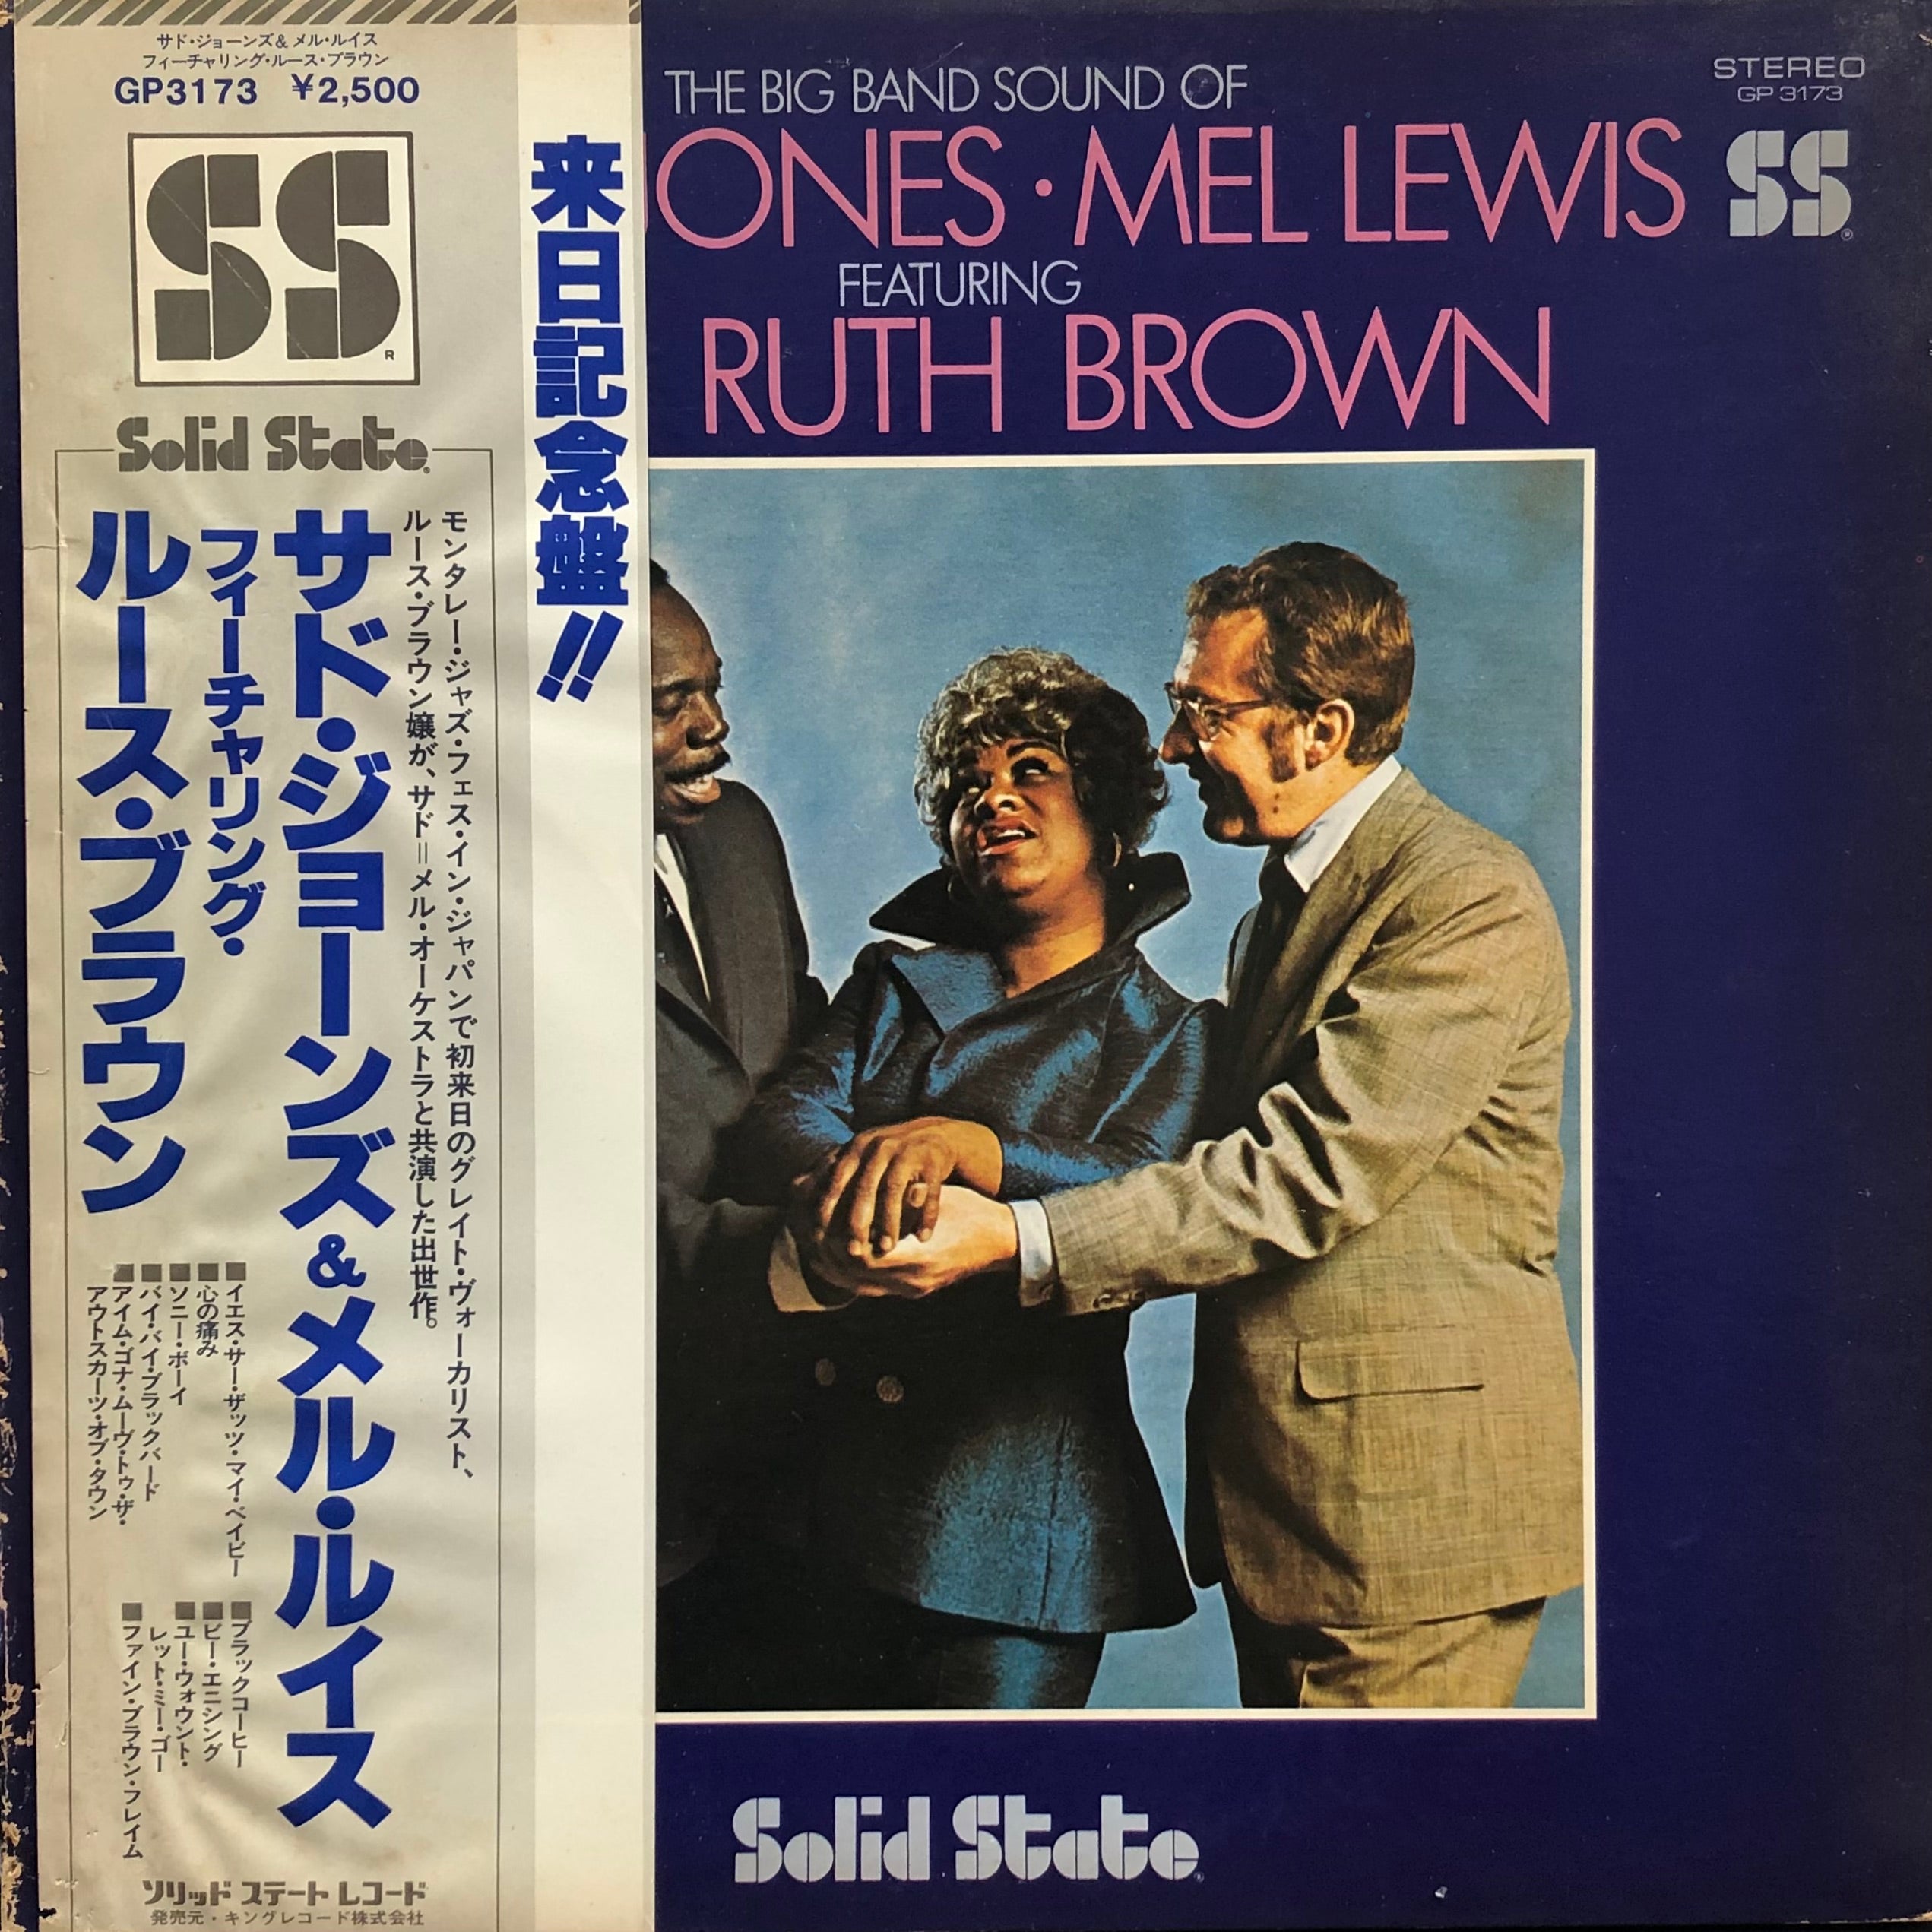 サド・ジョーンズ&メル・ルイス
フィーチャリング・ルース・ブラウン
GP3173 ¥2,500
SS
R
Solid State
来日記念盤!!
モンタレー・ジャズ・フェス・イン・ジャパンで初来日のグレイト・ヴォーカリスト、
ルース・ブラウン嬢が、サド=メル・オーケストラと共演した出世作。
サド・ジョーンズ&メル・ルイス
フィーチャリング・
ルース・ブラウン
■イエス・サー・ザッツ・マイ・ベイビー
■心の痛み
■ソニー・ボーイ
■バイ・バイ・ブラックバード
■アイム・ゴナ・ムーヴ・トゥ・ザ・
アウトスカーツ・オブ・タウン
■ブラックコーヒー
■ビー・エニシング
■ユー・ウォウント・
レット・ミー・ゴー
■ファイン・ブラウン・フレイム
ソリッド ステート レコード
発売元・キングレコード株式会社
THE BIG BAND SOUND OF
JONES・MEL LEWIS
FEATURING
RUTH BROWN
STEREO
GP 3173
SS®
Solid State